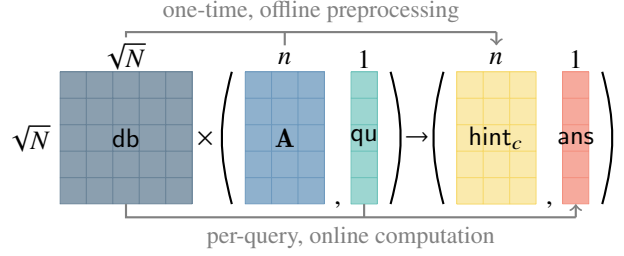 one-time, offline preprocessing
√N n 1 n 1
√N db × ( A , qu ) → ( hint_c , ans )
per-query, online computation